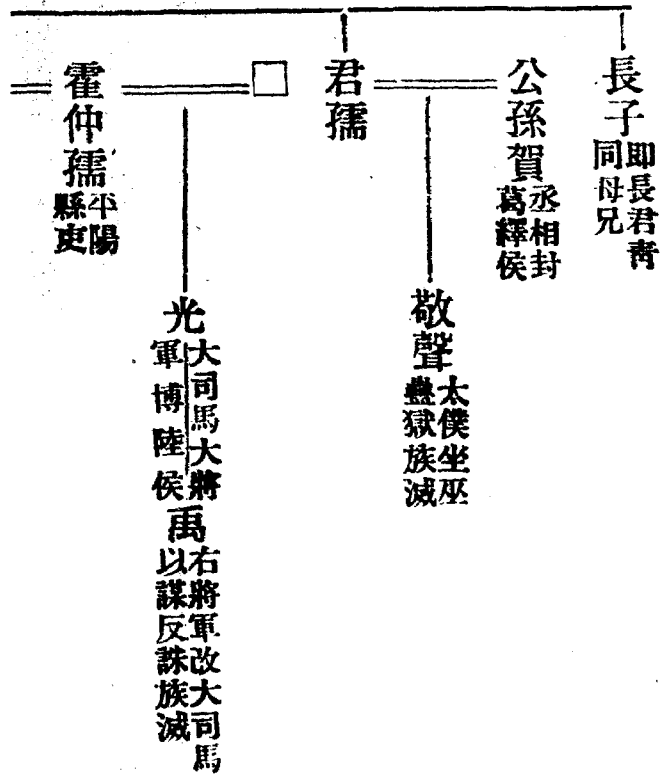 長子
即長君青
同母兄
公孫賀
丞相封
葛繹侯
君孺
敬聲
太僕坐巫
蠱獄族滅
□
霍仲孺
平陽
縣吏
光
大司馬大將
軍博陸侯
禹
右將軍改大司馬
以謀反誅族滅